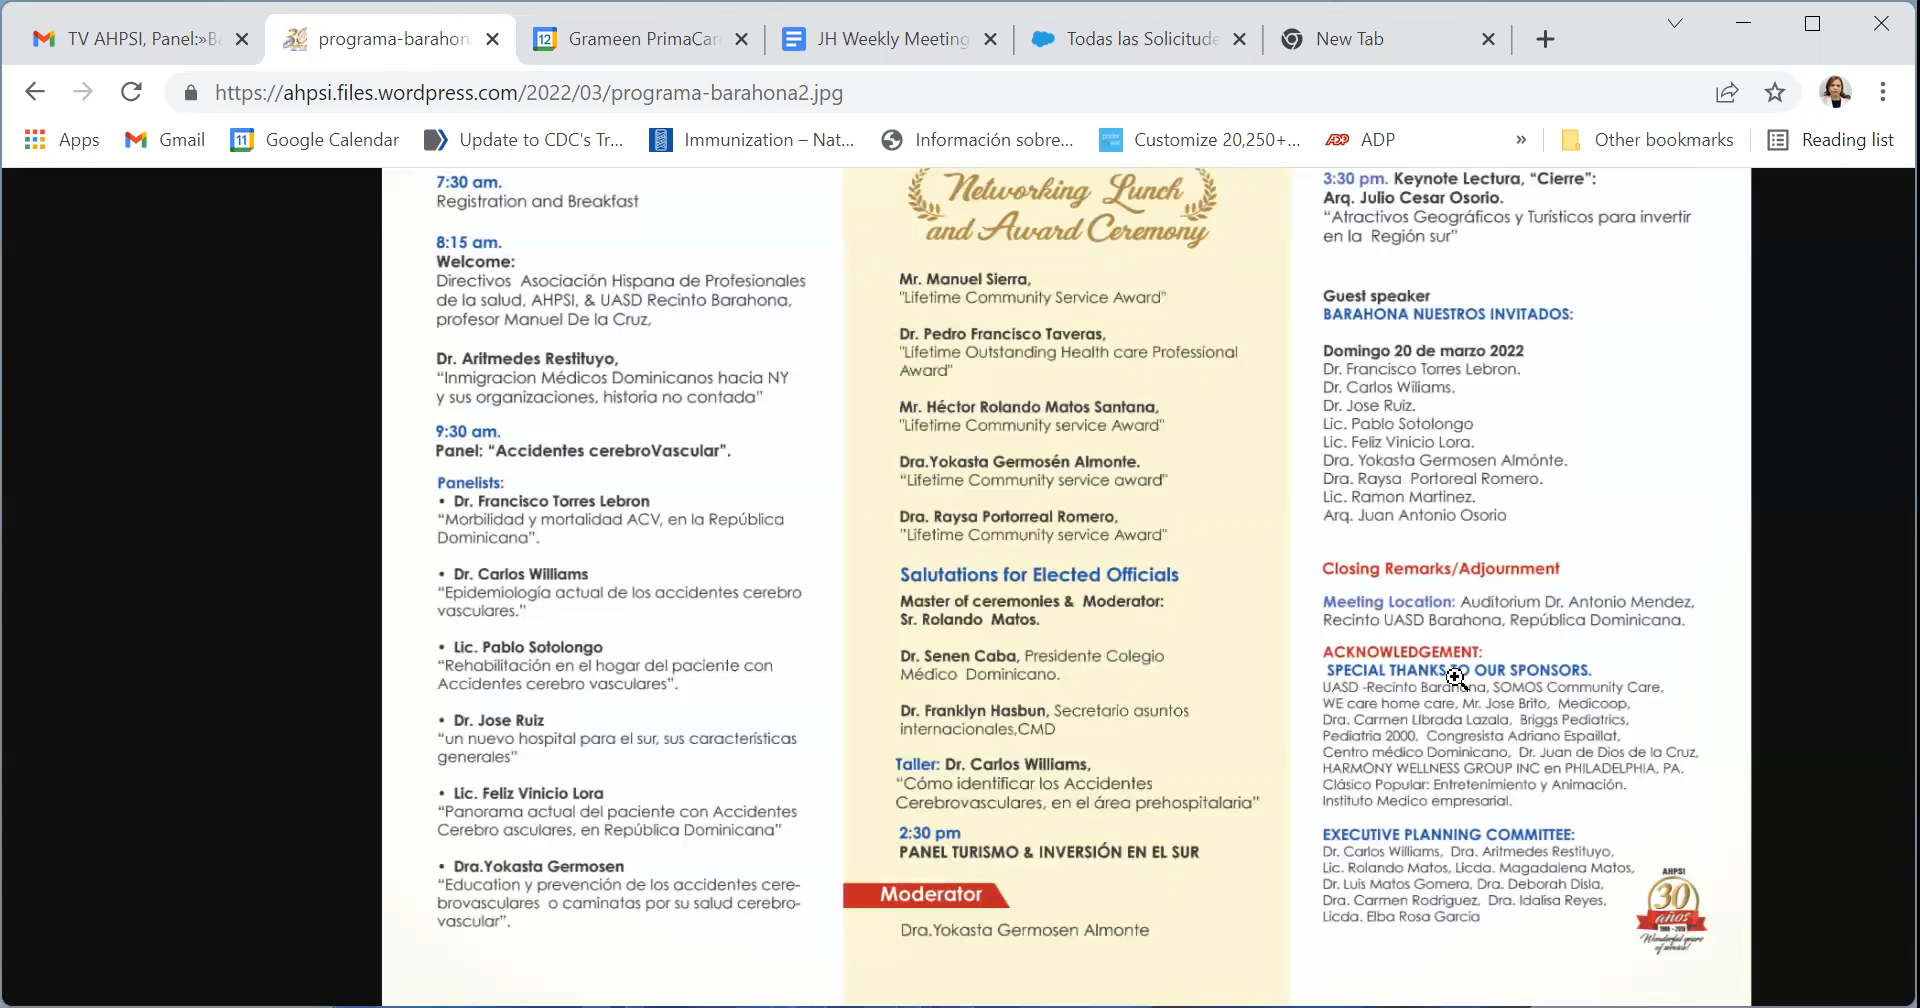 TV AHPSI, Panel:»B
programa-barahon
Grameen PrimaCar
JH Weekly Meeting
Todas las Solicitude
New Tab
https://ahpsi.files.wordpress.com/2022/03/programa-barahona2.jpg
Apps
Gmail
Google Calendar
Update to CDC's Tr...
Immunization – Nat...
Información sobre...
Customize 20,250+...
ADP
»
Other bookmarks
Reading list
7:30 am.
Registration and Breakfast
8:15 am.
Welcome:
Directivos Asociación Hispana de Profesionales
de la salud, AHPSI, & UASD Recinto Barahona,
profesor Manuel De la Cruz,
Dr. Aritmedes Restituyo,
“Inmigracion Médicos Dominicanos hacia NY
y sus organizaciones, historia no contada”
9:30 am.
Panel: “Accidentes cerebroVascular”.
Panelists:
• Dr. Francisco Torres Lebron
“Morbilidad y mortalidad ACV, en la República
Dominicana”.
• Dr. Carlos Williams
“Epidemiología actual de los accidentes cerebro
vasculares.”
• Lic. Pablo Sotolongo
“Rehabilitación en el hogar del paciente con
Accidentes cerebro vasculares”.
• Dr. Jose Ruiz
“un nuevo hospital para el sur, sus características
generales”
• Lic. Feliz Vinicio Lora
“Panorama actual del paciente con Accidentes
Cerebro asculares, en República Dominicana”
• Dra.Yokasta Germosen
“Education y prevención de los accidentes cere-
brovasculares o caminatas por su salud cerebro-
vascular”.
Networking Lunch
and Award Ceremony
Mr. Manuel Sierra,
"Lifetime Community Service Award"
Dr. Pedro Francisco Taveras,
"Lifetime Outstanding Health care Professional
Award"
Mr. Héctor Rolando Matos Santana,
"Lifetime Community service Award"
Dra.Yokasta Germosén Almonte.
“Lifetime Community service award”
Dra. Raysa Portorreal Romero,
"Lifetime Community service Award"
Salutations for Elected Officials
Master of ceremonies & Moderator:
Sr. Rolando Matos.
Dr. Senen Caba, Presidente Colegio
Médico Dominicano.
Dr. Franklyn Hasbun, Secretario asuntos
internacionales,CMD
Taller: Dr. Carlos Williams,
“Cómo identificar los Accidentes
Cerebrovasculares, en el área prehospitalaria”
2:30 pm
PANEL TURISMO & INVERSIÓN EN EL SUR
Moderator
Dra.Yokasta Germosen Almonte
3:30 pm. Keynote Lectura, “Cierre”:
Arq. Julio Cesar Osorio.
“Atractivos Geográficos y Turísticos para invertir
en la Región sur”
Guest speaker
BARAHONA NUESTROS INVITADOS:
Domingo 20 de marzo 2022
Dr. Francisco Torres Lebron.
Dr. Carlos Wiliams.
Dr. Jose Ruiz.
Lic. Pablo Sotolongo
Lic. Feliz Vinicio Lora.
Dra. Yokasta Germosen Almónte.
Dra. Raysa Portoreal Romero.
Lic. Ramon Martinez.
Arq. Juan Antonio Osorio
Closing Remarks/Adjournment
Meeting Location: Auditorium Dr. Antonio Mendez,
Recinto UASD Barahona, República Dominicana.
ACKNOWLEDGEMENT:
SPECIAL THANKS TO OUR SPONSORS.
UASD -Recinto Barahona, SOMOS Community Care,
WE care home care, Mr. Jose Brito, Medicoop,
Dra. Carmen LIbrada Lazala, Briggs Pediatrics,
Pediatria 2000, Congresista Adriano Espaillat,
Centro médico Dominicano, Dr. Juan de Dios de la Cruz,
HARMONY WELLNESS GROUP INC en PHILADELPHIA, PA.
Clásico Popular: Entretenimiento y Animación.
Instituto Medico empresarial.
EXECUTIVE PLANNING COMMITTEE:
Dr. Carlos Williams, Dra. Aritmedes Restituyo,
Lic. Rolando Matos, Licda. Magadalena Matos,
Dr. Luis Matos Gomera, Dra. Deborah Disla,
Dra. Carmen Rodriguez, Dra. Idalisa Reyes,
Licda. Elba Rosa Garcia
AHPSI
30
años
Wonderful years
of service!